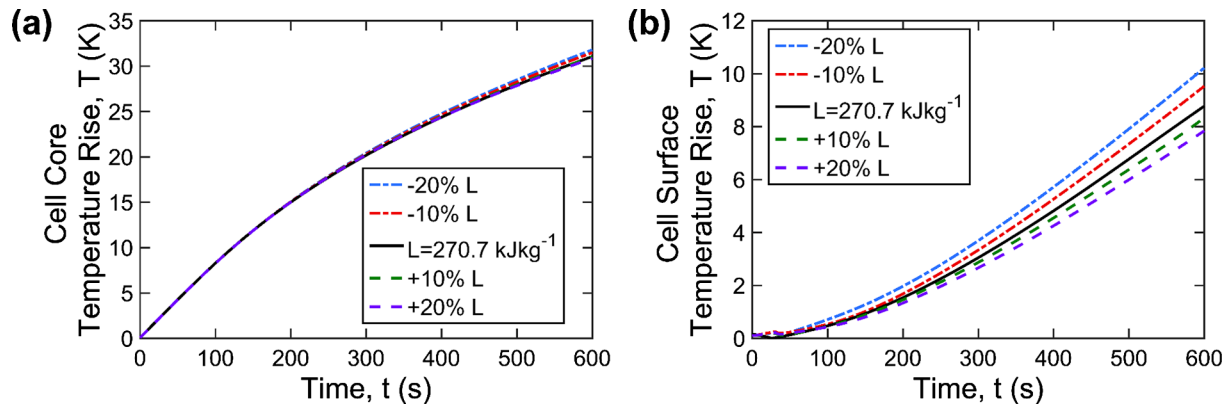 (a)
Cell Core
Temperature Rise, T (K)
35
30
25
20
15
10
5
0
-20% L
-10% L
L=270.7 kJkg⁻¹
+10% L
+20% L
0 100 200 300 400 500 600
Time, t (s)
(b)
Cell Surface
Temperature Rise, T (K)
12
10
8
6
4
2
0
-20% L
-10% L
L=270.7 kJkg⁻¹
+10% L
+20% L
0 100 200 300 400 500 600
Time, t (s)